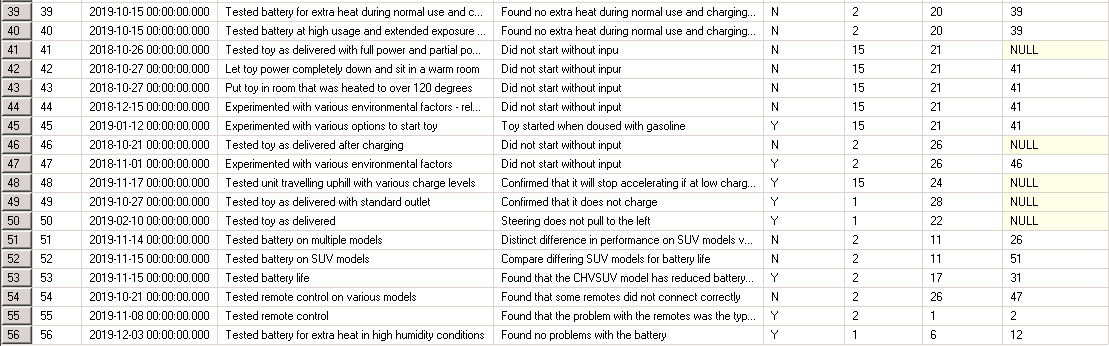 39 39 2019-10-15 00:00:00.000 Tested battery for extra heat during normal use and c... Found no extra heat during normal use and charging... N 2 20 39
40 40 2019-10-15 00:00:00.000 Tested battery at high usage and extended exposure ... Found no extra heat during normal use and charging... N 2 20 39
41 41 2018-10-26 00:00:00.000 Tested toy as delivered with full power and partial po... Did not start without inpu N 15 21 NULL
42 42 2018-10-27 00:00:00.000 Let toy power completely down and sit in a warm room Did not start without inpur N 15 21 41
43 43 2018-10-27 00:00:00.000 Put toy in room that was heated to over 120 degrees Did not start without input N 15 21 41
44 44 2018-12-15 00:00:00.000 Experimented with various environmental factors - rel... Did not start without input N 15 21 41
45 45 2019-01-12 00:00:00.000 Experimented with various options to start toy Toy started when doused with gasoline Y 15 21 41
46 46 2018-10-21 00:00:00.000 Tested toy as delivered after charging Did not start without input N 2 26 NULL
47 47 2018-11-01 00:00:00.000 Experimented with various environmental factors Did not start without input Y 2 26 46
48 48 2019-11-17 00:00:00.000 Tested unit travelling uphill with various charge levels Confirmed that it will stop accelerating if at low charg... Y 15 24 NULL
49 49 2019-10-27 00:00:00.000 Tested toy as delivered with standard outlet Confirmed that it does not charge Y 1 28 NULL
50 50 2019-02-10 00:00:00.000 Tested toy as delivered Steering does not pull to the left Y 1 22 NULL
51 51 2019-11-14 00:00:00.000 Tested battery on multiple models Distinct difference in performance on SUV models v... N 2 11 26
52 52 2019-11-15 00:00:00.000 Tested battery on SUV models Compare differing SUV models for battery life N 2 11 51
53 53 2019-11-15 00:00:00.000 Tested battery life Found that the CHVSUV model has reduced battery... Y 2 17 31
54 54 2019-10-21 00:00:00.000 Tested remote control on various models Found that some remotes did not connect correctly N 2 26 47
55 55 2019-11-08 00:00:00.000 Tested remote control Found that the problem with the remotes was the typ... Y 2 1 2
56 56 2019-12-03 00:00:00.000 Tested battery for extra heat in high humidity conditions Found no problems with the battery Y 1 6 12